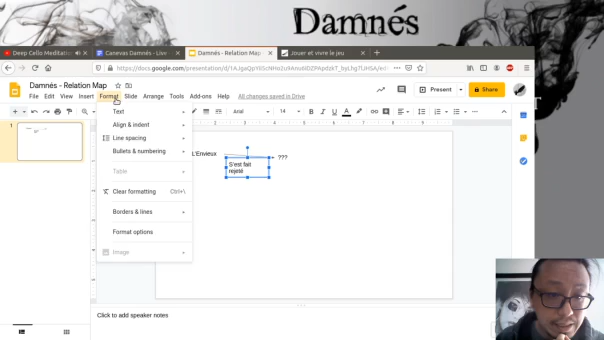 Damnés
Deep Cello Meditation
Canevas Damnés - Live
Damnés - Relation Map
Jouer et vivre le jeu
https://docs.google.com/presentation/d/
Damnés - Relation Map
File Edit View Insert Format Slide Arrange Tools Add-ons Help All changes saved in Drive
Present
Share
Arial
14
B I U A
Text
Align & indent
Line spacing
Bullets & numbering
Table
Clear formatting Ctrl+\
Borders & lines
Format options
Image
1
L'Envieux
???
S'est fait
rejeté
Click to add speaker notes